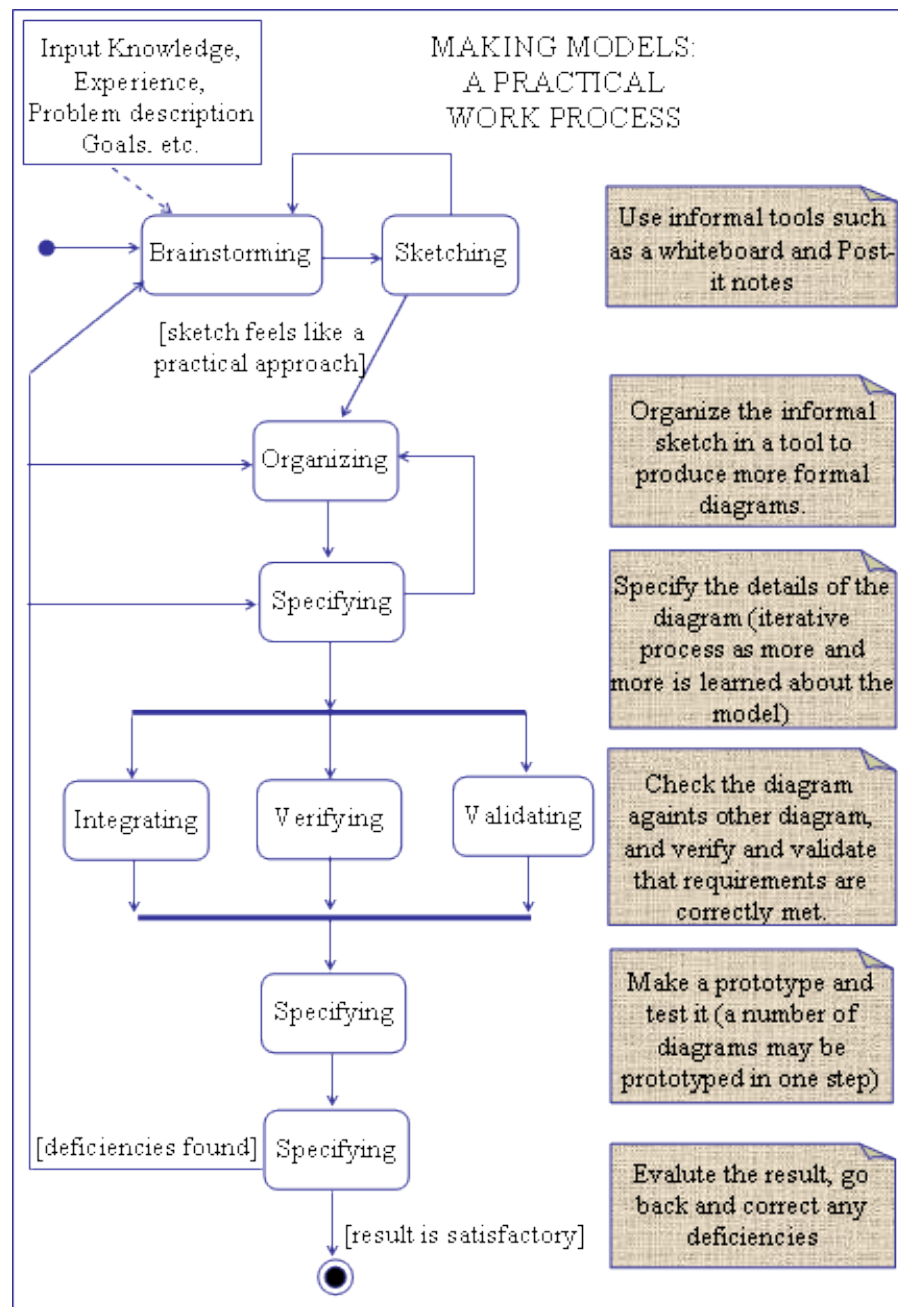 Input Knowledge,
Experience,
Problem description
Goals. etc.
MAKING MODELS:
A PRACTICAL
WORK PROCESS
Brainstorming
Sketching
Use informal tools such
as a whiteboard and Post-
it notes
[sketch feels like a
practical approach]
Organizing
Organize the informal
sketch in a tool to
produce more formal
diagrams.
Specifying
Specify the details of the
diagram (iterative
process as more and
more is learned about the
model)
Integrating
Verifying
Validating
Check the diagram
againts other diagram,
and verify and validate
that requirements are
correctly met.
Specifying
Make a prototype and
test it (a number of
diagrams may be
prototyped in one step)
[deficiencies found]
Specifying
Evalute the result, go
back and correct any
deficiencies
[result is satisfactory]